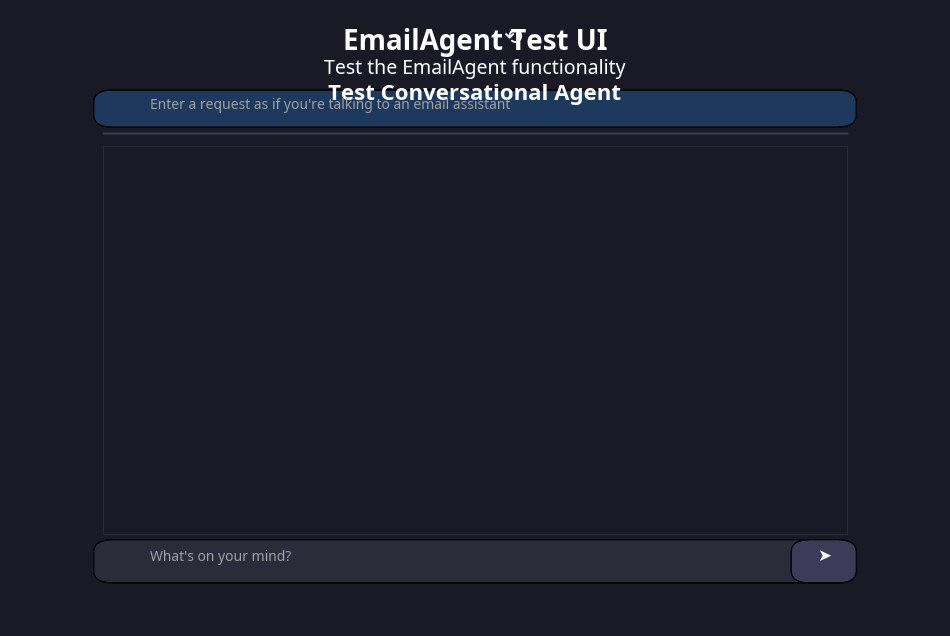 EmailAgent Test UI
Test the EmailAgent functionality
Test Conversational Agent
Enter a request as if you're talking to an email assistant
What's on your mind?